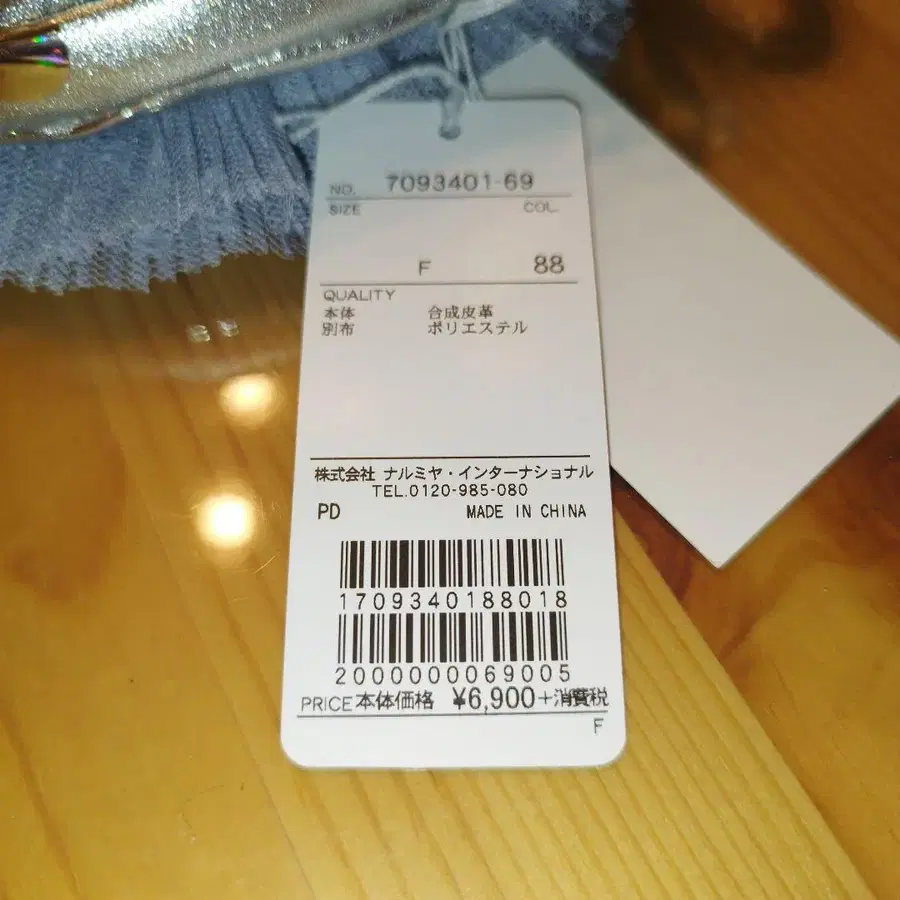 NO. 7093401-69
SIZE COL.
F 88
QUALITY
本体 合成皮革
別布 ポリエステル
株式会社 ナルミヤ・インターナショナル
TEL.0120-985-080
PD MADE IN CHINA
1709340188018
2000000069005
PRICE 本体価格 ¥6,900+消費税
F